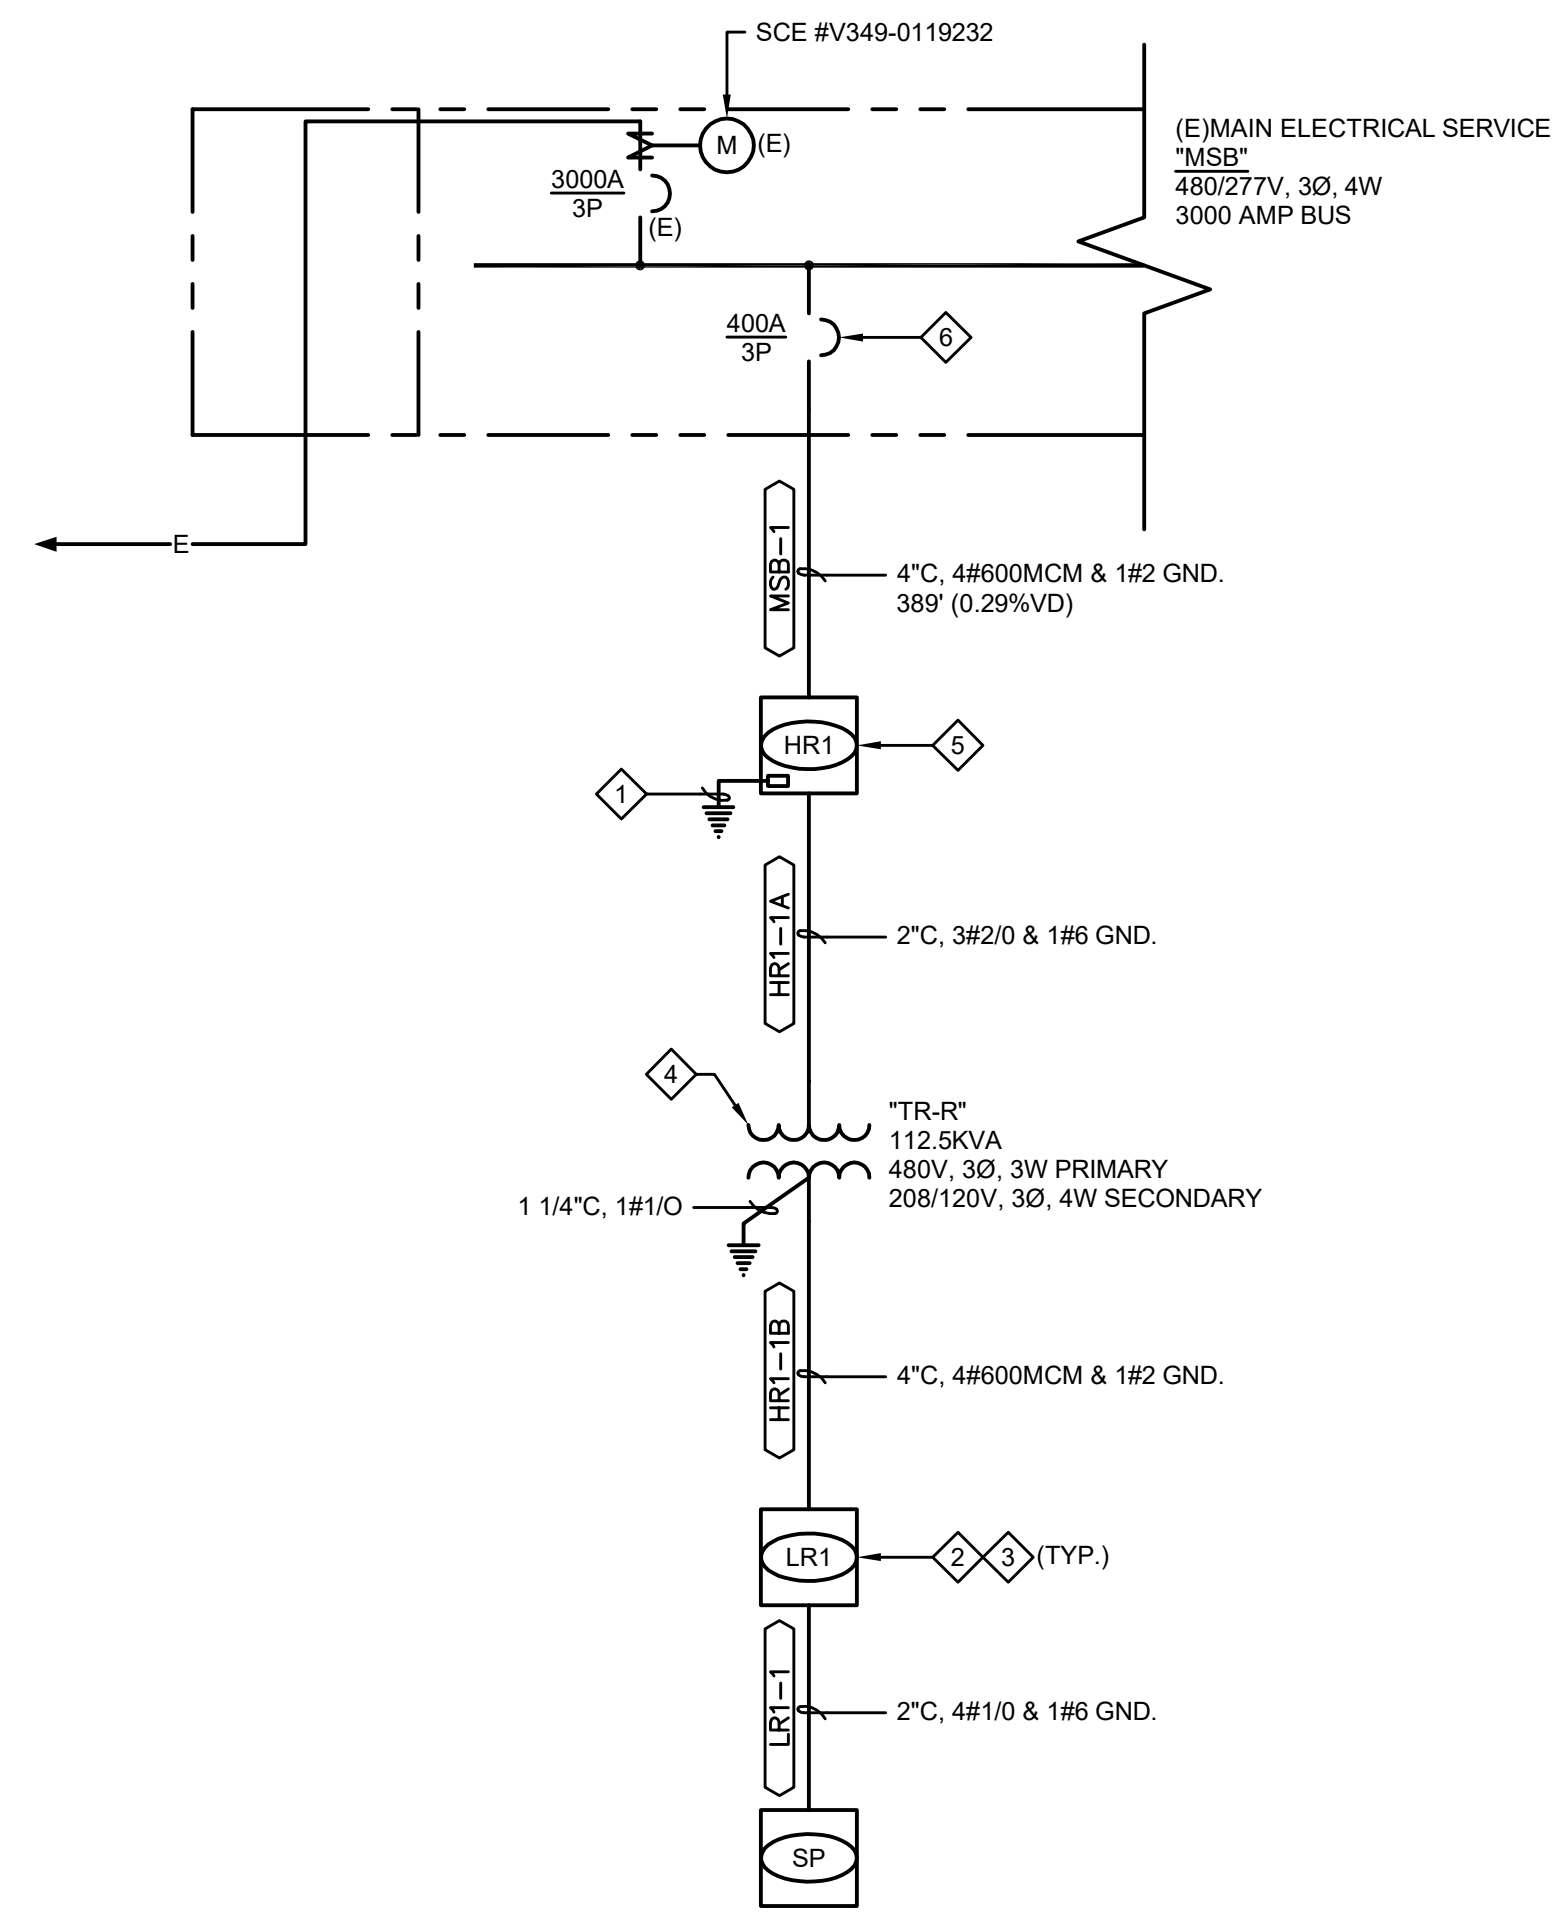 SCE #V349-0119232
M
(E)
(E)MAIN ELECTRICAL SERVICE
"MSB"
480/277V, 3Ø, 4W
3000 AMP BUS
3000A
3P
(E)
400A
3P
6
E
MSB-1
4"C, 4#600MCM & 1#2 GND.
389' (0.29%VD)
HR1
5
1
HR1-1A
2"C, 3#2/0 & 1#6 GND.
4
"TR-R"
112.5KVA
480V, 3Ø, 3W PRIMARY
208/120V, 3Ø, 4W SECONDARY
1 1/4"C, 1#1/O
HR1-1B
4"C, 4#600MCM & 1#2 GND.
LR1
2 3 (TYP.)
LR1-1
2"C, 4#1/0 & 1#6 GND.
SP